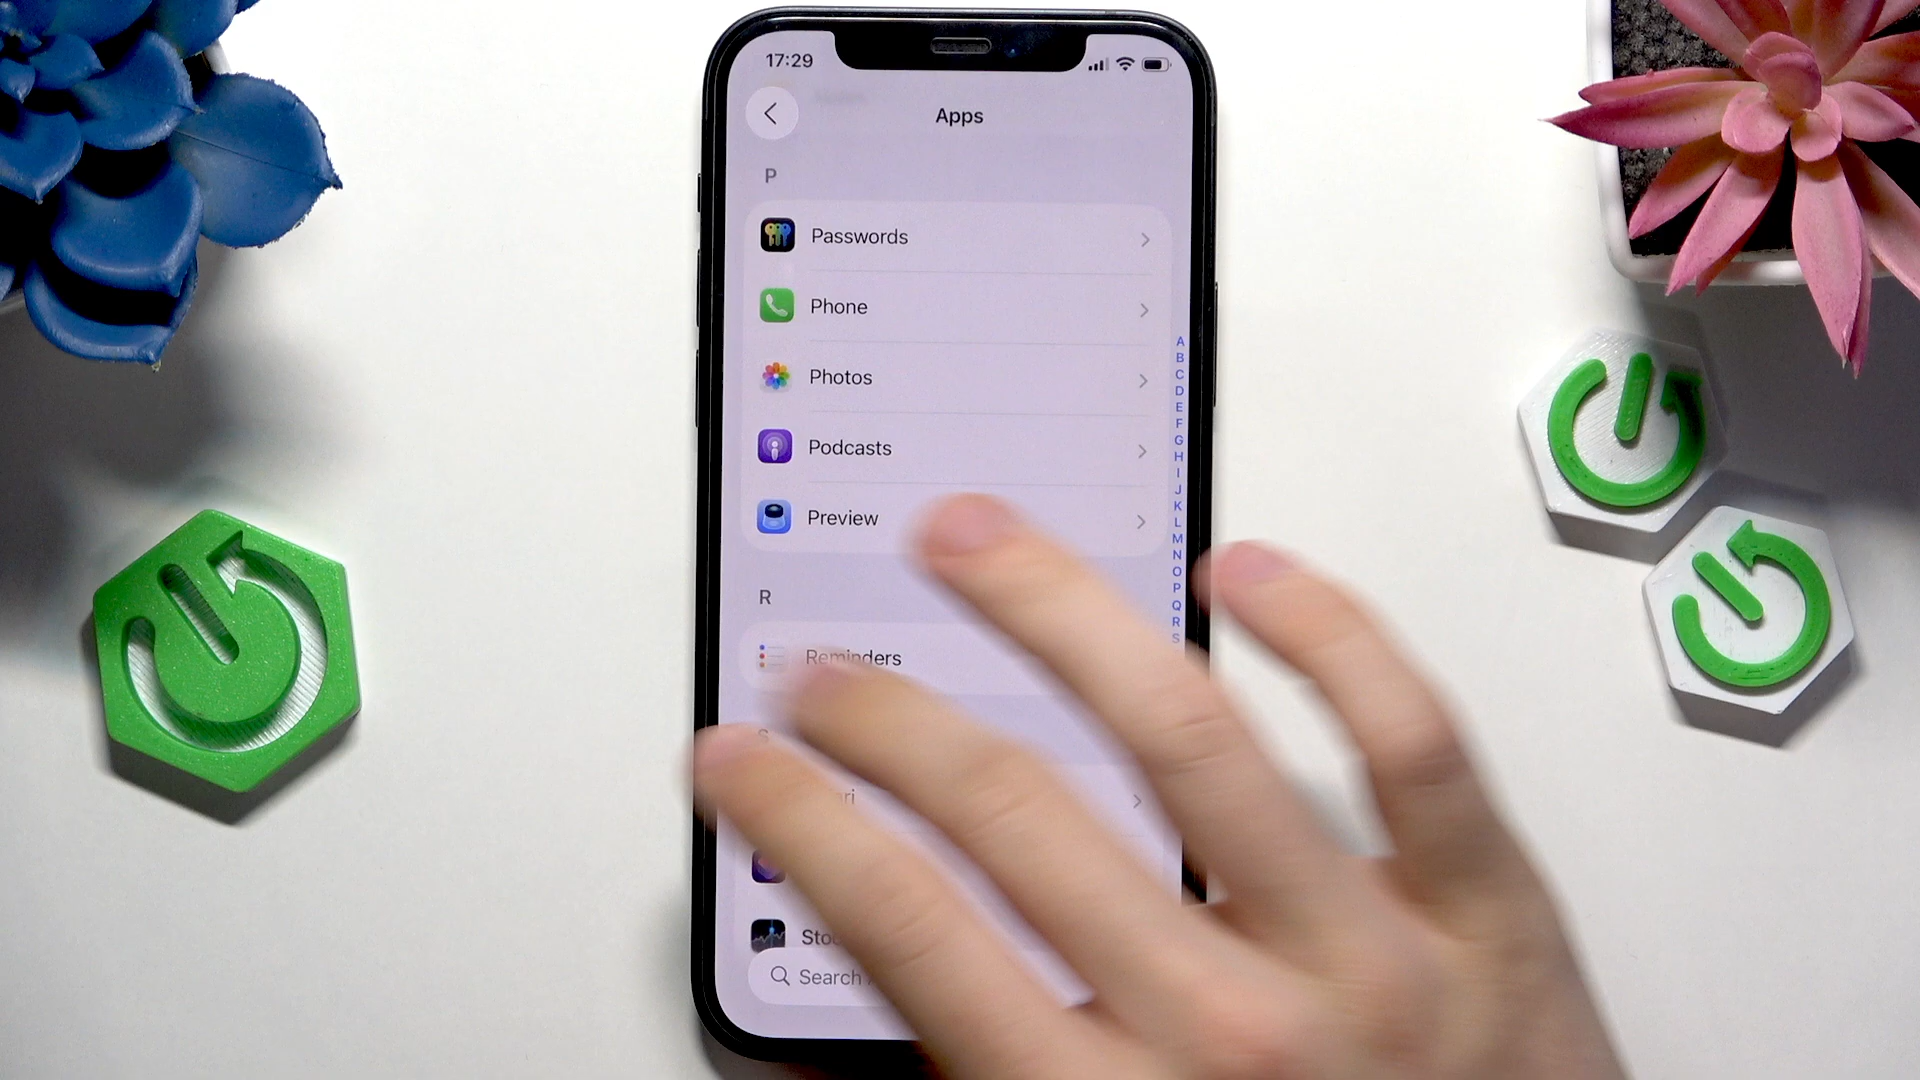 17:29
Apps
P
Passwords
Phone
Photos
Podcasts
Preview
R
Reminders
S
Search
A
B
C
D
E
F
G
H
I
J
K
L
M
N
O
P
Q
R
S